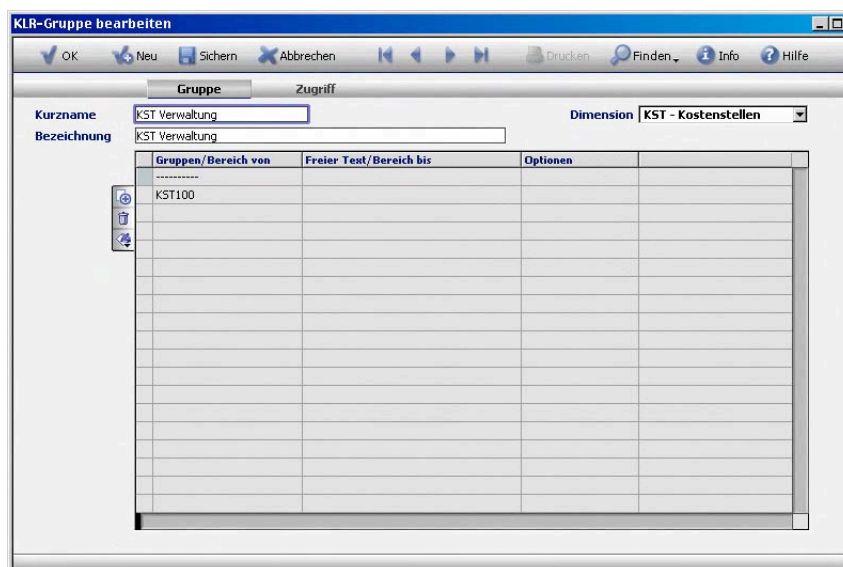 KLR-Gruppe bearbeiten
OK Neu Sichern Abbrechen Drucken Finden Info Hilfe
Gruppe Zugriff
Kurzname KST Verwaltung Dimension KST - Kostenstellen
Bezeichnung KST Verwaltung
Gruppen/Bereich von Freier Text/Bereich bis Optionen
----------
KST100